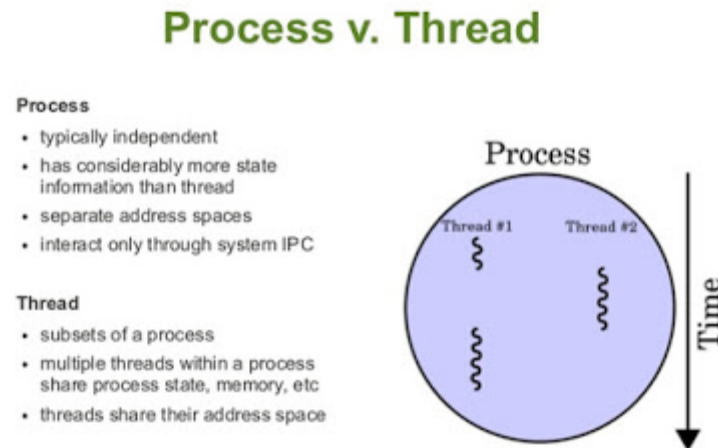 Process v. Thread
Process
• typically independent
• has considerably more state
information than thread
• separate address spaces
• interact only through system IPC
Thread
• subsets of a process
• multiple threads within a process
share process state, memory, etc
• threads share their address space
Process
Thread #1
Thread #2
Time